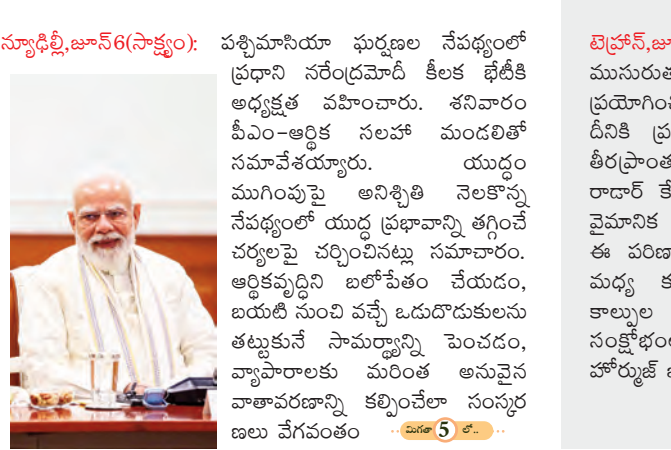 న్యూఢిల్లీ,జూన్6(సాక్ష్యం): పశ్చిమాసియా ఘర్షణల నేపథ్యంలో
ప్రధాని నరేంద్రమోదీ కీలక భేటీకి
అధ్యక్షత వహించారు. శనివారం
పీఎం-ఆర్థిక సలహా మండలితో
సమావేశయ్యారు. యుద్ధం
ముగింపుపై అనిశ్చితి నెలకొన్న
నేపథ్యంలో యుద్ధ ప్రభావాన్ని తగ్గించే
చర్యలపై చర్చించినట్లు సమాచారం.
ఆర్థికవృద్ధిని బలోపేతం చేయడం,
బయటి నుంచి వచ్చే ఒడుదొడుకులను
తట్టుకునే సామర్థ్యాన్ని పెంచడం,
వ్యాపారాలకు మరింత అనువైన
వాతావరణాన్ని కల్పించేలా సంస్కర
ణలు వేగవంతం
మిగతా 5 లో..
టెహ్రాన్,జూ
ముసురుత
ప్రయోగించ
దీనికి ప్ర
తీరప్రాంత
రాడార్ కే
వైమానిక
ఈ పరిణా
మధ్య క
కాల్పుల
సంక్షోభంల
హోర్ముజ్